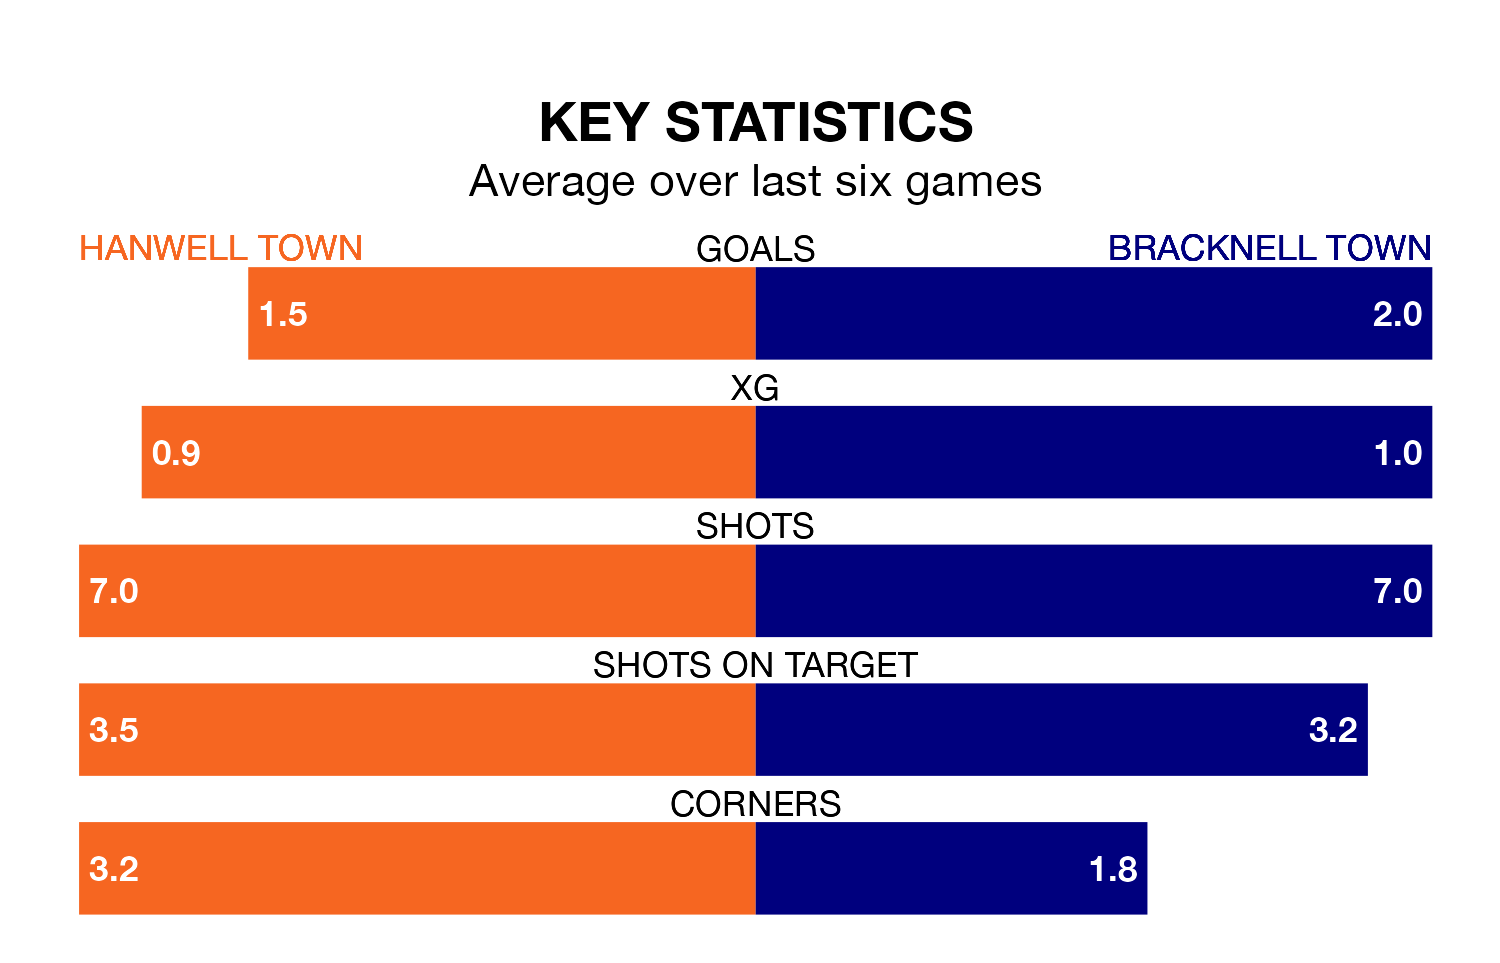 KEY STATISTICS
Average over last six games
HANWELL TOWN GOALS BRACKNELL TOWN
1.5 2.0
XG
0.9 1.0
SHOTS
7.0 7.0
SHOTS ON TARGET
3.5 3.2
CORNERS
3.2 1.8